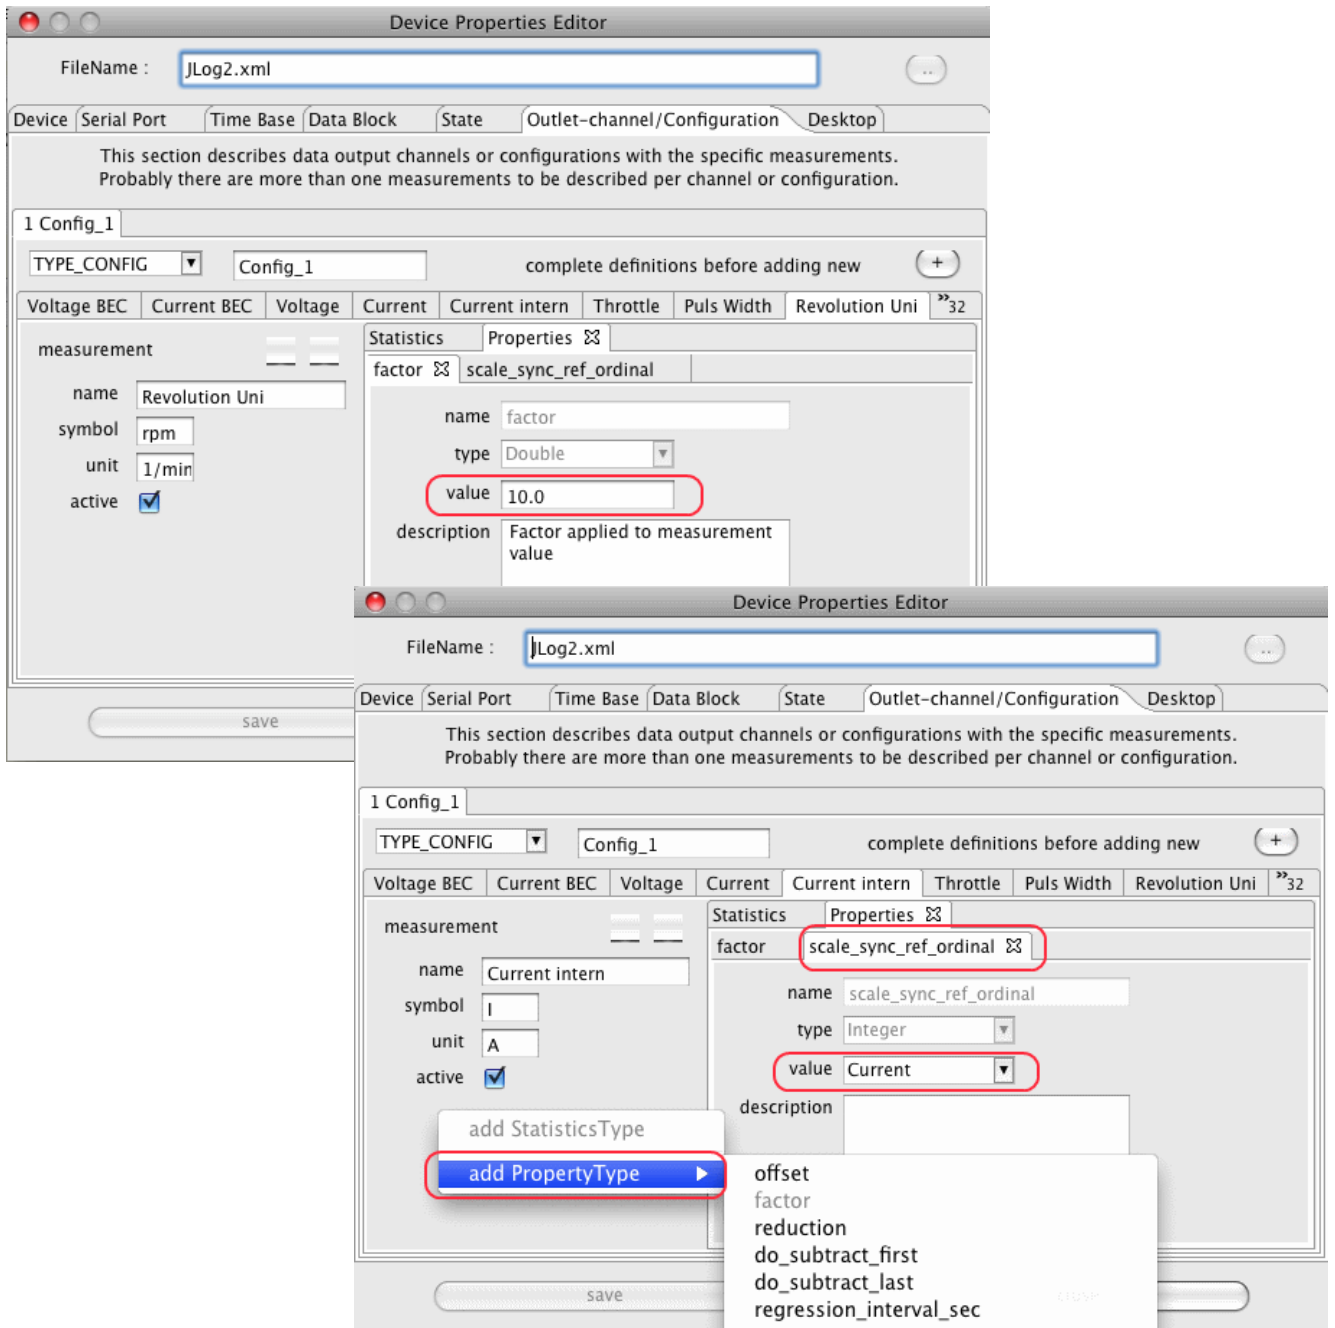 Device Properties Editor
FileName : JLog2.xml ..
Device Serial Port Time Base Data Block State Outlet-channel/Configuration Desktop
This section describes data output channels or configurations with the specific measurements.
Probably there are more than one measurements to be described per channel or configuration.
1 Config_1
TYPE_CONFIG Config_1 complete definitions before adding new +
Voltage BEC Current BEC Voltage Current Current intern Throttle Puls Width Revolution Uni »32
Statistics Properties
measurement
factor scale_sync_ref_ordinal
name Revolution Uni
name factor
symbol rpm
type Double
unit 1/min
value 10.0
active
description Factor applied to measurement
value
save
Device Properties Editor
FileName : JLog2.xml ..
Device Serial Port Time Base Data Block State Outlet-channel/Configuration Desktop
This section describes data output channels or configurations with the specific measurements.
Probably there are more than one measurements to be described per channel or configuration.
1 Config_1
TYPE_CONFIG Config_1 complete definitions before adding new +
Voltage BEC Current BEC Voltage Current Current intern Throttle Puls Width Revolution Uni »32
Statistics Properties
measurement
factor scale_sync_ref_ordinal
name Current intern
name scale_sync_ref_ordinal
symbol I
type Integer
unit A
value Current
active
description
add StatisticsType
add PropertyType
offset
factor
reduction
do_subtract_first
do_subtract_last
regression_interval_sec
save
close